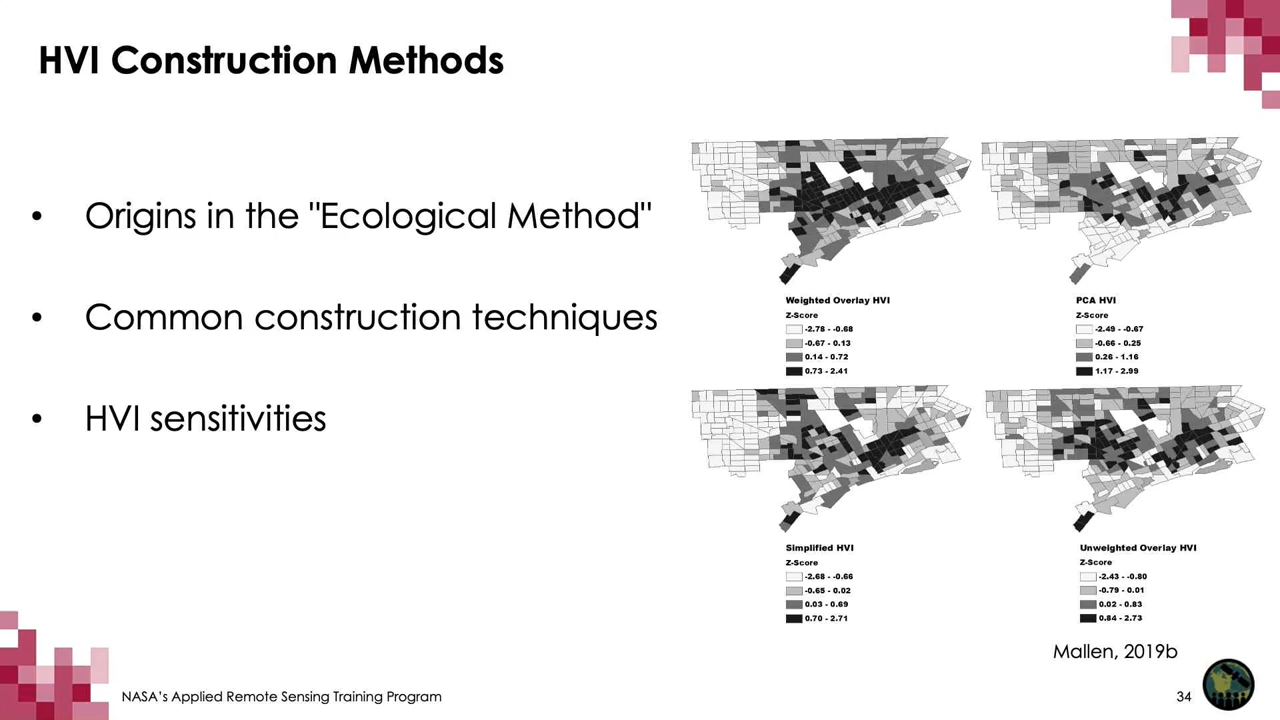 HVI Construction Methods
• Origins in the "Ecological Method"
• Common construction techniques
• HVI sensitivities
Weighted Overlay HVI
Z-Score
-2.78 - -0.68
-0.67 - 0.13
0.14 - 0.72
0.73 - 2.41
PCA HVI
Z-Score
-2.49 - -0.67
-0.66 - 0.25
0.26 - 1.16
1.17 - 2.99
Simplified HVI
Z-Score
-2.68 - -0.66
-0.65 - 0.02
0.03 - 0.69
0.70 - 2.71
Unweighted Overlay HVI
Z-Score
-2.43 - -0.80
-0.79 - 0.01
0.02 - 0.83
0.84 - 2.73
Mallen, 2019b
NASA's Applied Remote Sensing Training Program
34